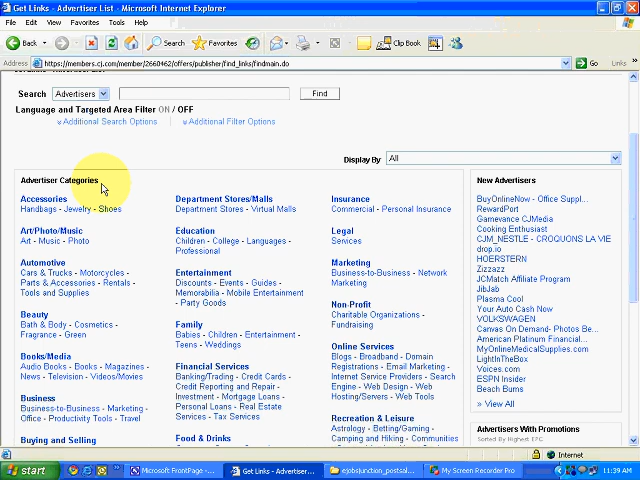 Get Links - Advertiser List - Microsoft Internet Explorer
File Edit View Favorites Tools Help
Back Search Favorites Clip Book
Address https://members.cj.com/member/2660462/offers/publisher/find_links/findmain.do Go Links »
Search Advertisers Find
Language and Targeted Area Filter ON / OFF
Additional Search Options | Additional Filter Options
Display By All
Advertiser Categories
Accessories
Handbags - Jewelry - Shoes
Art/Photo/Music
Art - Music - Photo
Automotive
Cars & Trucks - Motorcycles -
Parts & Accessories - Rentals -
Tools and Supplies
Beauty
Bath & Body - Cosmetics -
Fragrance - Green
Books/Media
Audio Books - Books - Magazines
- News - Television - Videos/Movies
Business
Business-to-Business - Marketing -
Office - Productivity Tools - Travel
Buying and Selling
Department Stores/Malls
Department Stores - Virtual Malls
Education
Children - College - Languages -
Professional
Entertainment
Discounts - Events - Guides -
Memorabilia - Mobile Entertainment
- Party Goods
Family
Babies - Children - Entertainment -
Teens - Weddings
Financial Services
Banking/Trading - Credit Cards -
Credit Reporting and Repair -
Investment - Mortgage Loans -
Personal Loans - Real Estate
Services - Tax Services
Food & Drinks
Insurance
Commercial - Personal Insurance
Legal
Services
Marketing
Business-to-Business - Network
Marketing
Non-Profit
Charitable Organizations -
Fundraising
Online Services
Blogs - Broadband - Domain
Registrations - Email Marketing -
Internet Service Providers - Search
Engine - Web Design - Web
Hosting/Servers - Web Tools
Recreation & Leisure
Astrology - Betting/Gaming -
Camping and Hiking - Communities
New Advertisers
BuyOnlineNow - Office Suppl...
RewardPort
Gamevance CJMedia
Cooking Enthusiast
CJM_NESTLE - CROQUONS LA VIE
drop.io
HOERSTERN
Zizzazz
JCMatch Affiliate Program
JibJab
Plasma Cool
Your Auto Cash Now
VOLKSWAGEN
Canvas On Demand- Photos Be...
American Platinum Financial...
MyOnlineMedicalSupplies.com
LightInTheBox
Voices.com
ESPN Insider
Beach Bums
» View All
Advertisers With Promotions
Sorted By Highest EPC
Internet
start Microsoft FrontPage -... Get Links - Advertiser... ejobsjunction_postsal... My Screen Recorder Pro 11:39 AM